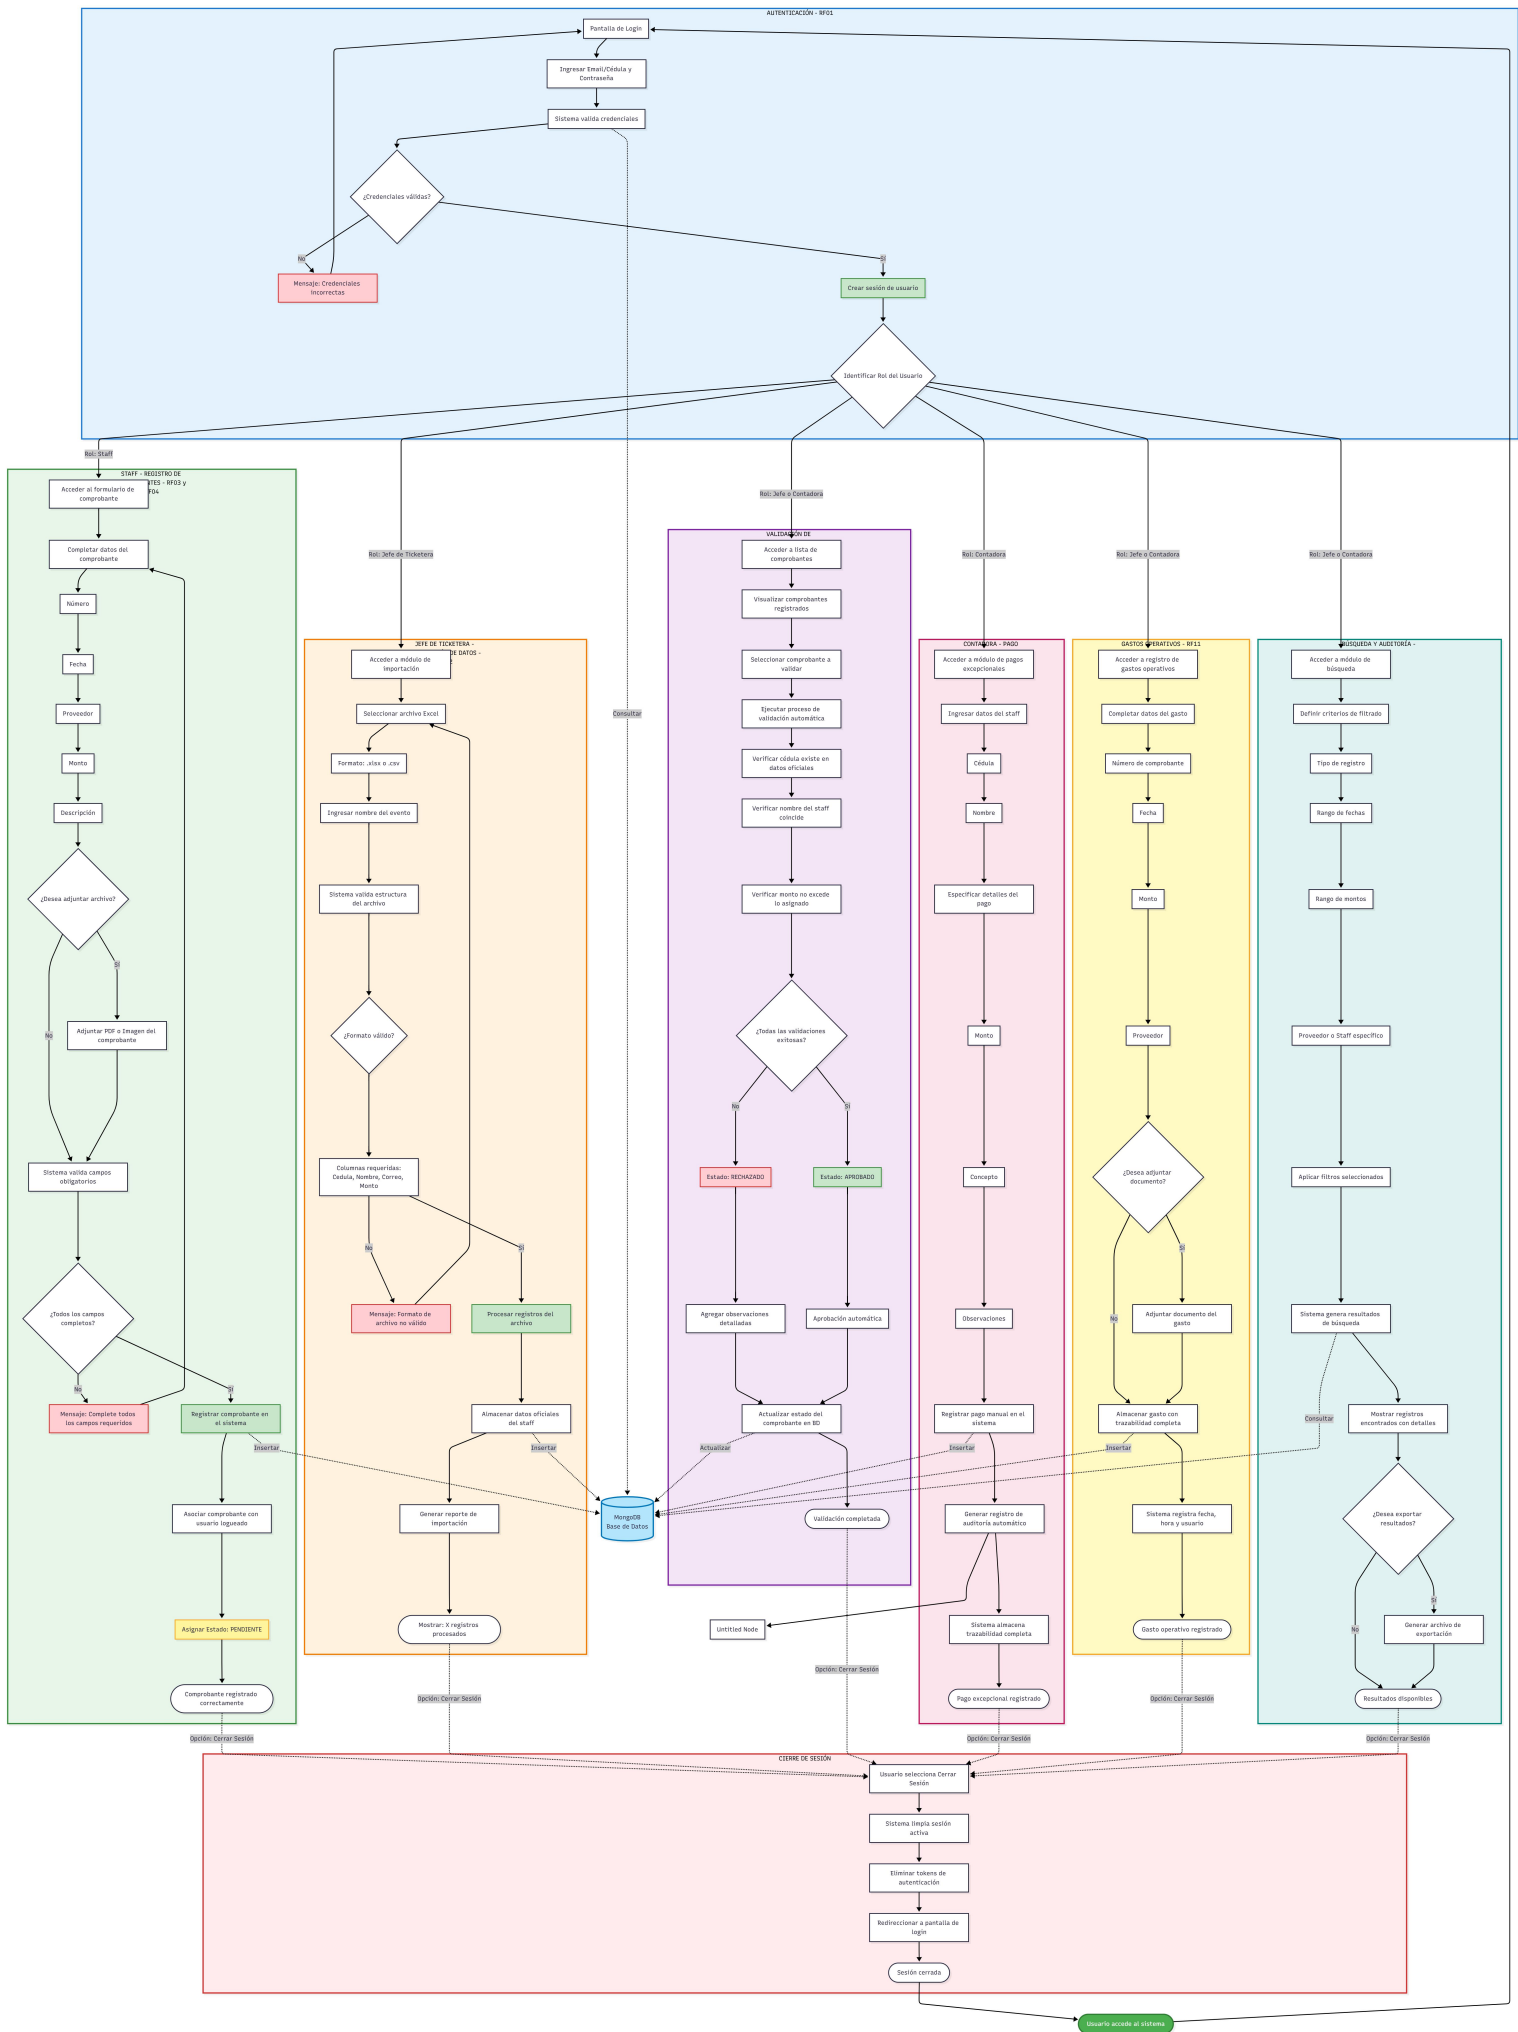 AUTENTICACIÓN - RF01
Pantalla de Login
Ingresar Email/Cédula y
Contraseña
Sistema valida credenciales
¿Credenciales válidas?
No
Sí
Mensaje: Credenciales
Incorrectas
Crear sesión de usuario
Identificar Rol del Usuario
Rol: Staff
Rol: Jefe de Ticketera
Rol: Jefe o Contadora
Rol: Contadora
Rol: Jefe o Contadora
Rol: Jefe o Contadora
Consultar
STAFF - REGISTRO DE
RF03 y
Acceder al formulario de
comprobante
Completar datos del
comprobante
Número
Fecha
Proveedor
Monto
Descripción
¿Desea adjuntar archivo?
Sí
No
Adjuntar PDF o Imagen del
comprobante
Sistema valida campos
obligatorios
¿Todos los campos
completos?
No
Sí
Mensaje: Complete todos
los campos requeridos
Registrar comprobante en
el sistema
Insertar
Asociar comprobante con
usuario logueado
Asignar Estado: PENDIENTE
Comprobante registrado
correctamente
Opción: Cerrar Sesión
JEFE DE TICKETERA -
DE DATOS -
Acceder a módulo de
importación
Seleccionar archivo Excel
Formato: .xlsx o .csv
Ingresar nombre del evento
Sistema valida estructura
del archivo
¿Formato válido?
Columnas requeridas:
Cedula, Nombre, Correo,
Monto
No
Sí
Mensaje: Formato de
archivo no válido
Procesar registros del
archivo
Almacenar datos oficiales
del staff
Insertar
Generar reporte de
importación
Mostrar: X registros
procesados
Opción: Cerrar Sesión
MongoDB
Base de Datos
VALIDACIÓN DE
Acceder a lista de
comprobantes
Visualizar comprobantes
registrados
Seleccionar comprobante a
validar
Ejecutar proceso de
validación automática
Verificar cédula existe en
datos oficiales
Verificar nombre del staff
coincide
Verificar monto no excede
lo asignado
¿Todas las validaciones
exitosas?
No
Sí
Estado: RECHAZADO
Estado: APROBADO
Agregar observaciones
detalladas
Aprobación automática
Actualizar estado del
comprobante en BD
Actualizar
Validación completada
Opción: Cerrar Sesión
CONTADORA - PAGO
Acceder a módulo de pagos
excepcionales
Ingresar datos del staff
Cédula
Nombre
Especificar detalles del
pago
Monto
Concepto
Observaciones
Registrar pago manual en el
sistema
Insertar
Generar registro de
auditoría automático
Untitled Node
Sistema almacena
trazabilidad completa
Pago excepcional registrado
Opción: Cerrar Sesión
GASTOS OPERATIVOS - RF11
Acceder a registro de
gastos operativos
Completar datos del gasto
Número de comprobante
Fecha
Monto
Proveedor
¿Desea adjuntar
documento?
Sí
No
Adjuntar documento del
gasto
Almacenar gasto con
trazabilidad completa
Insertar
Sistema registra fecha,
hora y usuario
Gasto operativo registrado
Opción: Cerrar Sesión
BÚSQUEDA Y AUDITORÍA -
Acceder a módulo de
búsqueda
Definir criterios de filtrado
Tipo de registro
Rango de fechas
Rango de montos
Proveedor o Staff específico
Aplicar filtros seleccionados
Sistema genera resultados
de búsqueda
Consultar
Mostrar registros
encontrados con detalles
¿Desea exportar
resultados?
Sí
No
Generar archivo de
exportación
Resultados disponibles
Opción: Cerrar Sesión
CIERRE DE SESIÓN
Usuario selecciona Cerrar
Sesión
Sistema limpia sesión
activa
Eliminar tokens de
autenticación
Redireccionar a pantalla de
login
Sesión cerrada
Usuario accede al sistema